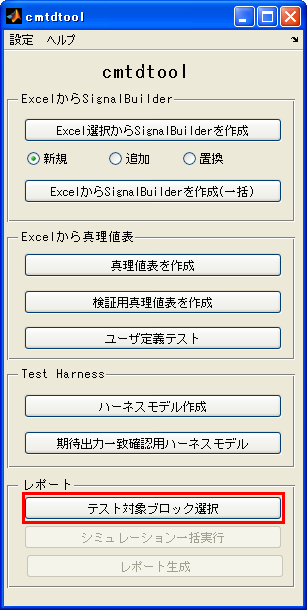 cmtdtool
設定 ヘルプ
cmtdtool
ExcelからSignalBuilder
Excel選択からSignalBuilderを作成
新規 追加 置換
ExcelからSignalBuilderを作成(一括)
Excelから真理値表
真理値表を作成
検証用真理値表を作成
ユーザ定義テスト
Test Harness
ハーネスモデル作成
期待出力一致確認用ハーネスモデル
レポート
テスト対象ブロック選択
シミュレーション一括実行
レポート生成